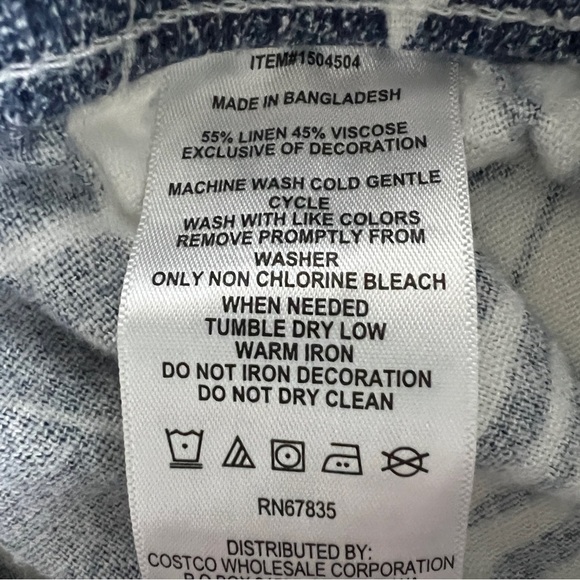 ITEM#1504504
MADE IN BANGLADESH
55% LINEN 45% VISCOSE
EXCLUSIVE OF DECORATION
MACHINE WASH COLD GENTLE
CYCLE
WASH WITH LIKE COLORS
REMOVE PROMPTLY FROM
WASHER
ONLY NON CHLORINE BLEACH
WHEN NEEDED
TUMBLE DRY LOW
WARM IRON
DO NOT IRON DECORATION
DO NOT DRY CLEAN
RN67835
DISTRIBUTED BY:
COSTCO WHOLESALE CORPORATION
P.O BOX